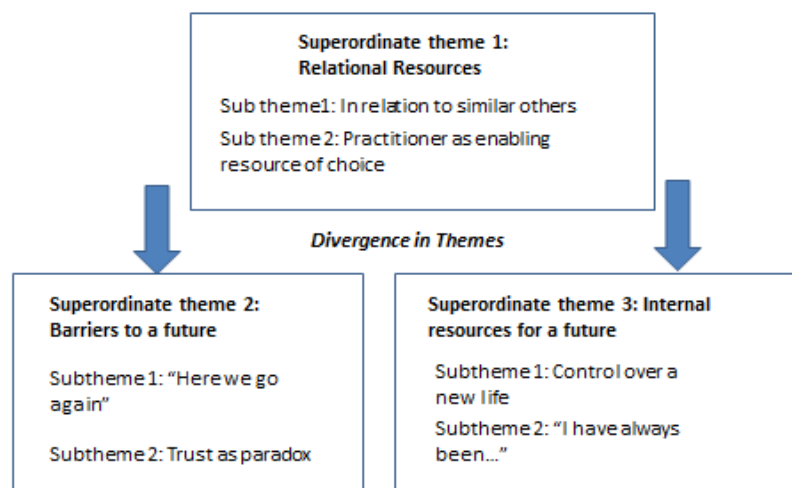 Superordinate theme 1:
Relational Resources
Sub theme1: In relation to similar others
Sub theme 2: Practitioner as enabling
resource of choice
Divergence in Themes
Superordinate theme 2:
Barriers to a future
Subtheme 1: “Here we go
again”
Subtheme 2: Trust as paradox
Superordinate theme 3: Internal
resources for a future
Subtheme 1: Control over a
new life
Subtheme 2: “I have always
been…”